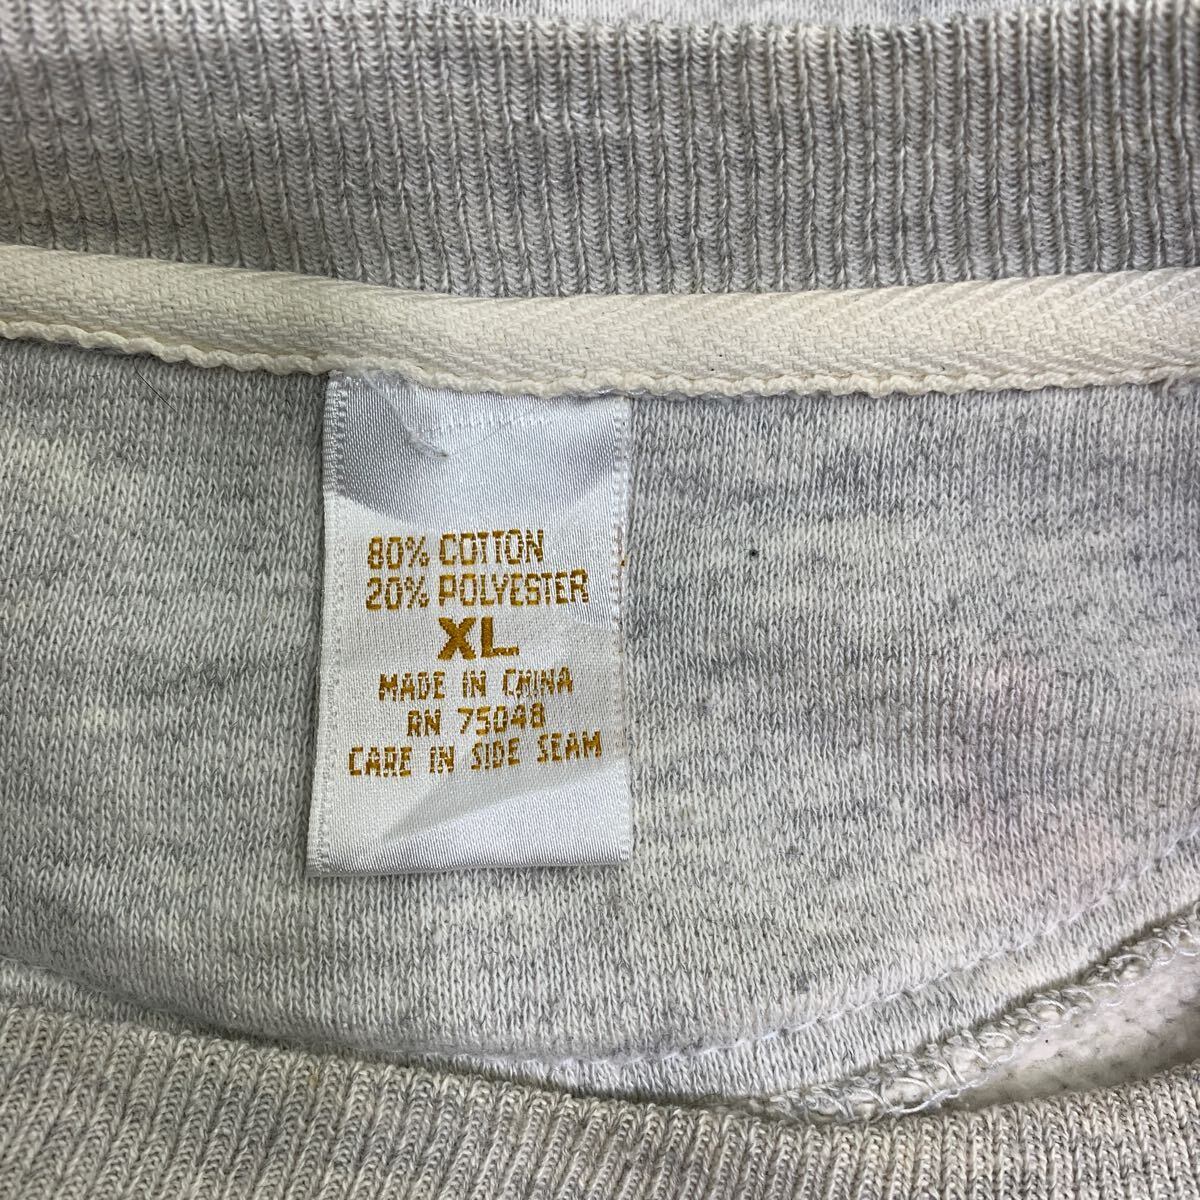 80% COTTON
20% POLYESTER
XL
MADE IN CHINA
RN 75048
CARE IN SIDE SEAM